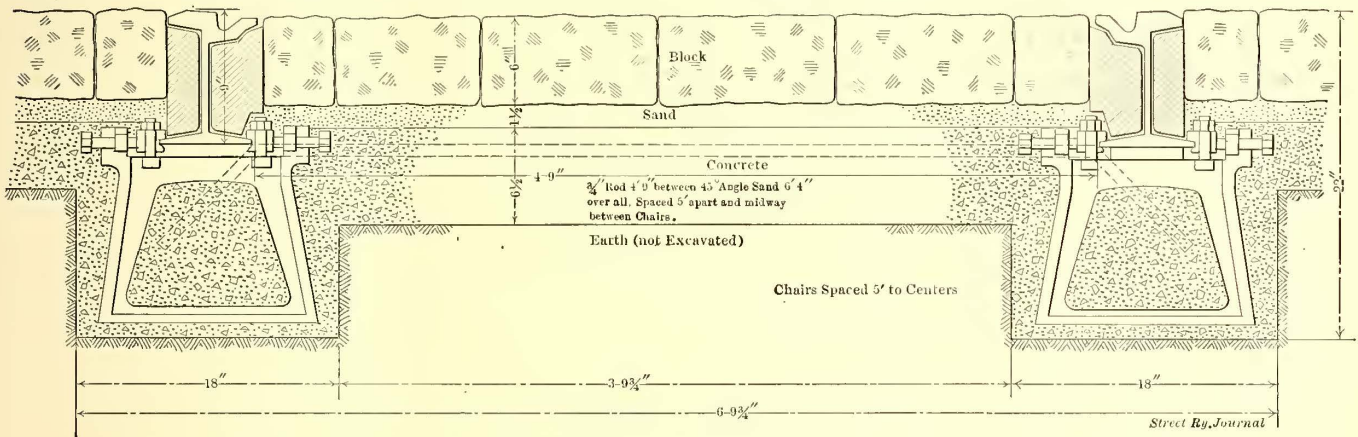 9"
6"
Block
1½
Sand
Concrete
4-9"
6½
¾" Rod 4' 9" between 45° Angle Sand 6' 4"
over all. Spaced 5' apart and midway
between Chairs.
Earth (not Excavated)
Chairs Spaced 5' to Centers
22"
18"
3-9¾"
18"
6-9¾"
Street Ry. Journal